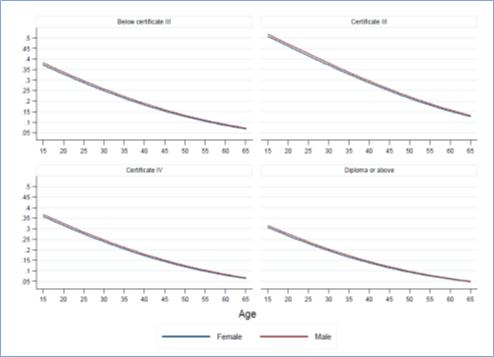 Below certificate III
Certificate III
.5
.45
.4
.35
.3
.25
.2
.15
.1
.05
15 20 25 30 35 40 45 50 55 60 65
15 20 25 30 35 40 45 50 55 60 65
Certificate IV
Diploma or above
.5
.45
.4
.35
.3
.25
.2
.15
.1
.05
15 20 25 30 35 40 45 50 55 60 65
15 20 25 30 35 40 45 50 55 60 65
Age
Female Male